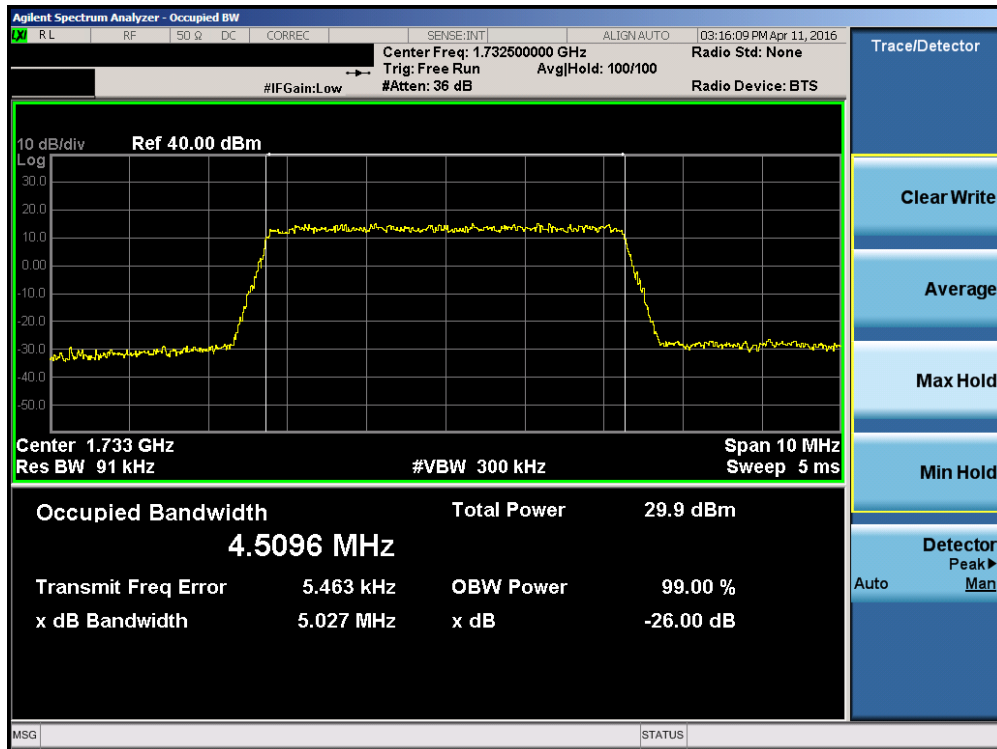 Agilent Spectrum Analyzer - Occupied BW
LXI RL RF 50 Ω DC CORREC SENSE:INT ALIGN AUTO 03:16:09 PM Apr 11, 2016
Center Freq: 1.732500000 GHz Radio Std: None
Trig: Free Run Avg|Hold: 100/100
#IFGain:Low #Atten: 36 dB Radio Device: BTS
Trace/Detector
10 dB/div Ref 40.00 dBm
Log
30.0
20.0
10.0
0.00
-10.0
-20.0
-30.0
-40.0
-50.0
Center 1.733 GHz Span 10 MHz
Res BW 91 kHz #VBW 300 kHz Sweep 5 ms
Occupied Bandwidth Total Power 29.9 dBm
4.5096 MHz
Transmit Freq Error 5.463 kHz OBW Power 99.00 %
x dB Bandwidth 5.027 MHz x dB -26.00 dB
Clear Write
Average
Max Hold
Min Hold
Detector
Peak▶
Auto Man
MSG STATUS